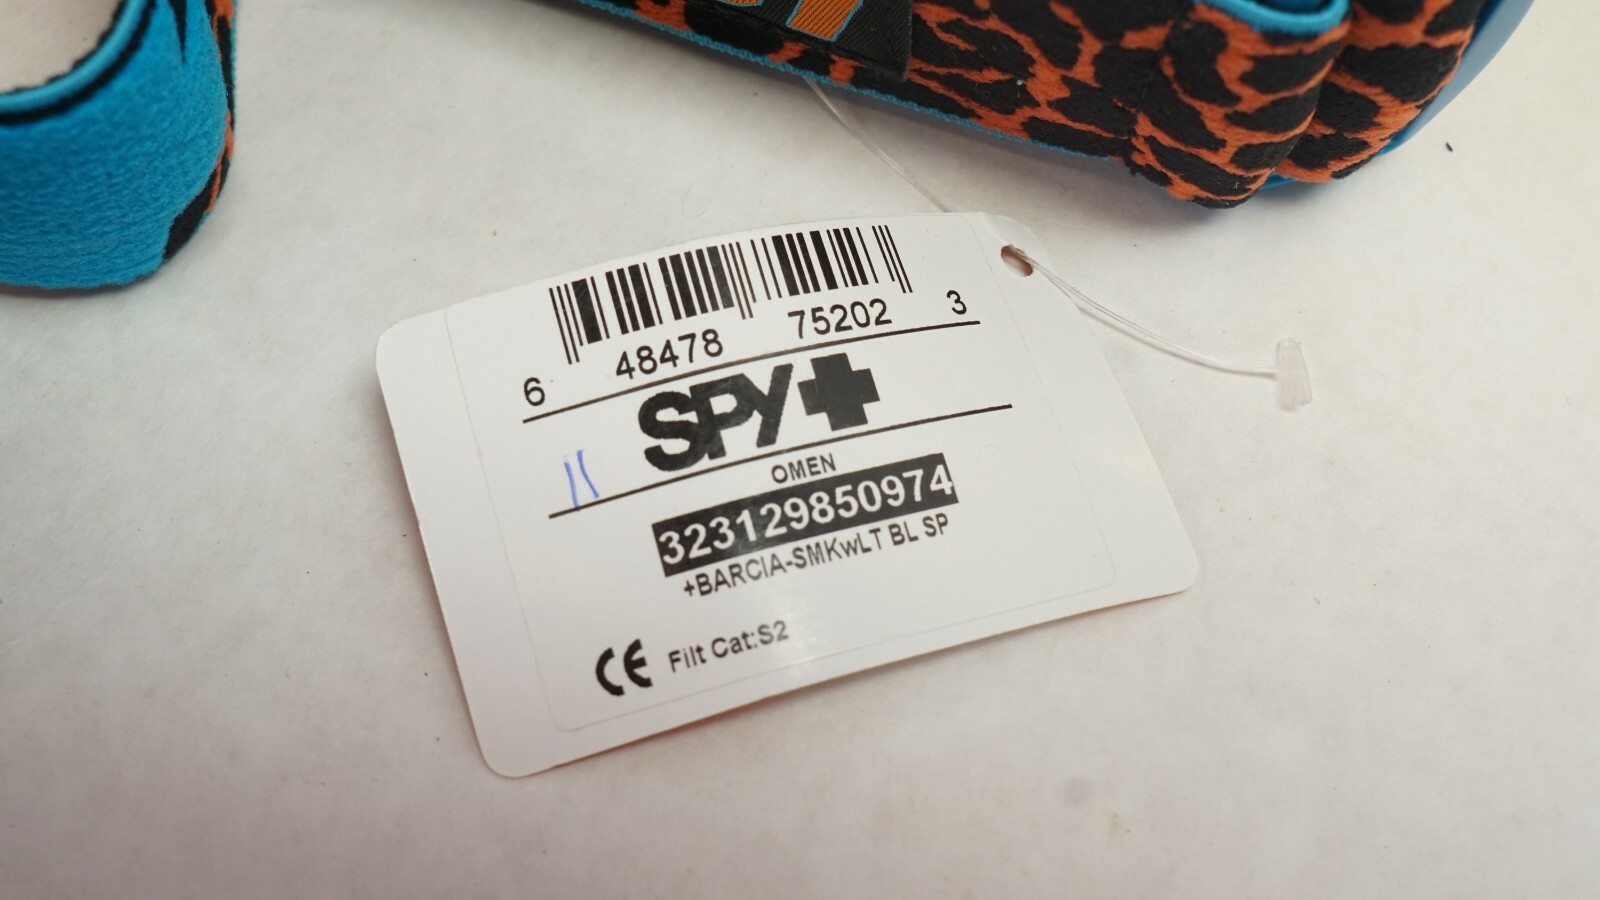 6 48478 75202 3
SPY+
OMEN
323129850974
+BARCIA-SMKwLT BL SP
CE Filt Cat:S2